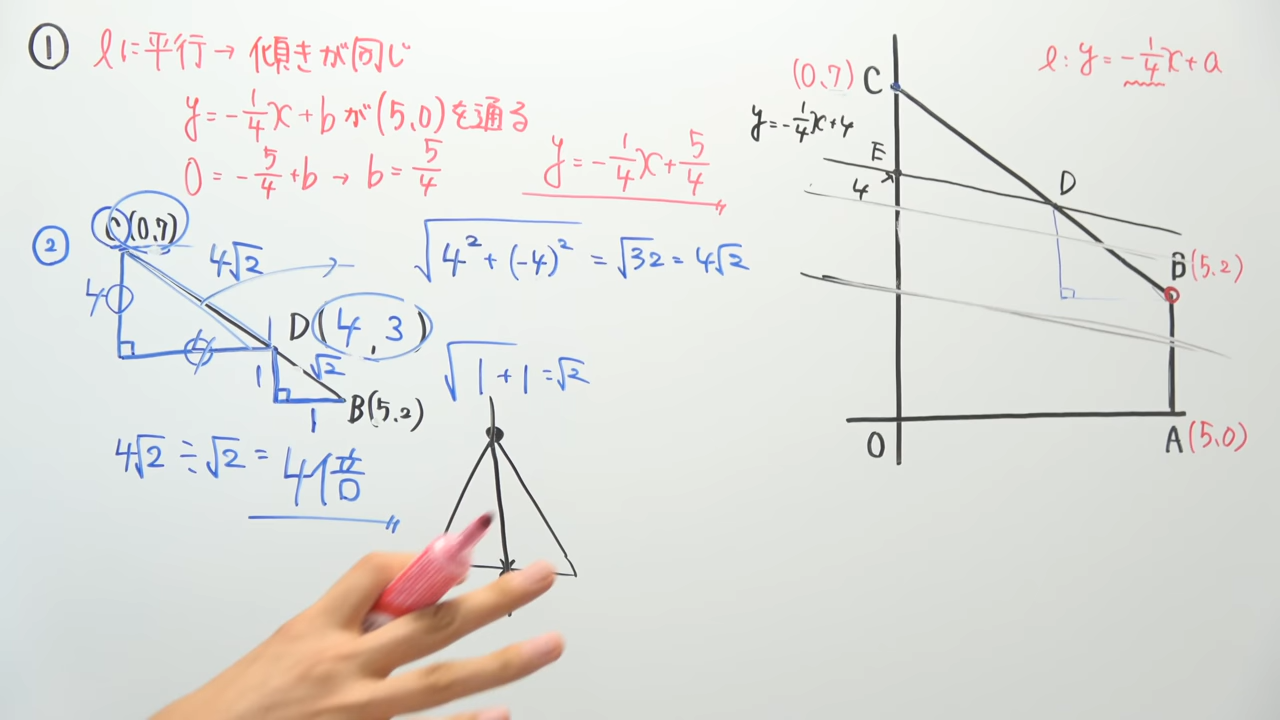 ① lに平行→傾きが同じ
y=-1/4x+bが(5,0)を通る
0=-5/4+b→b=5/4
y=-1/4x+5/4
②
C(0,7)
4√2
4
4
D(4,3)
1
√2
1
B(5,2)
√4²+(-4)²=√32=4√2
√1+1=√2
4√2÷√2=4倍
l:y=-1/4x+a
(0,7) C
y=-1/4x+4
E
4
D
B(5,2)
O
A(5,0)